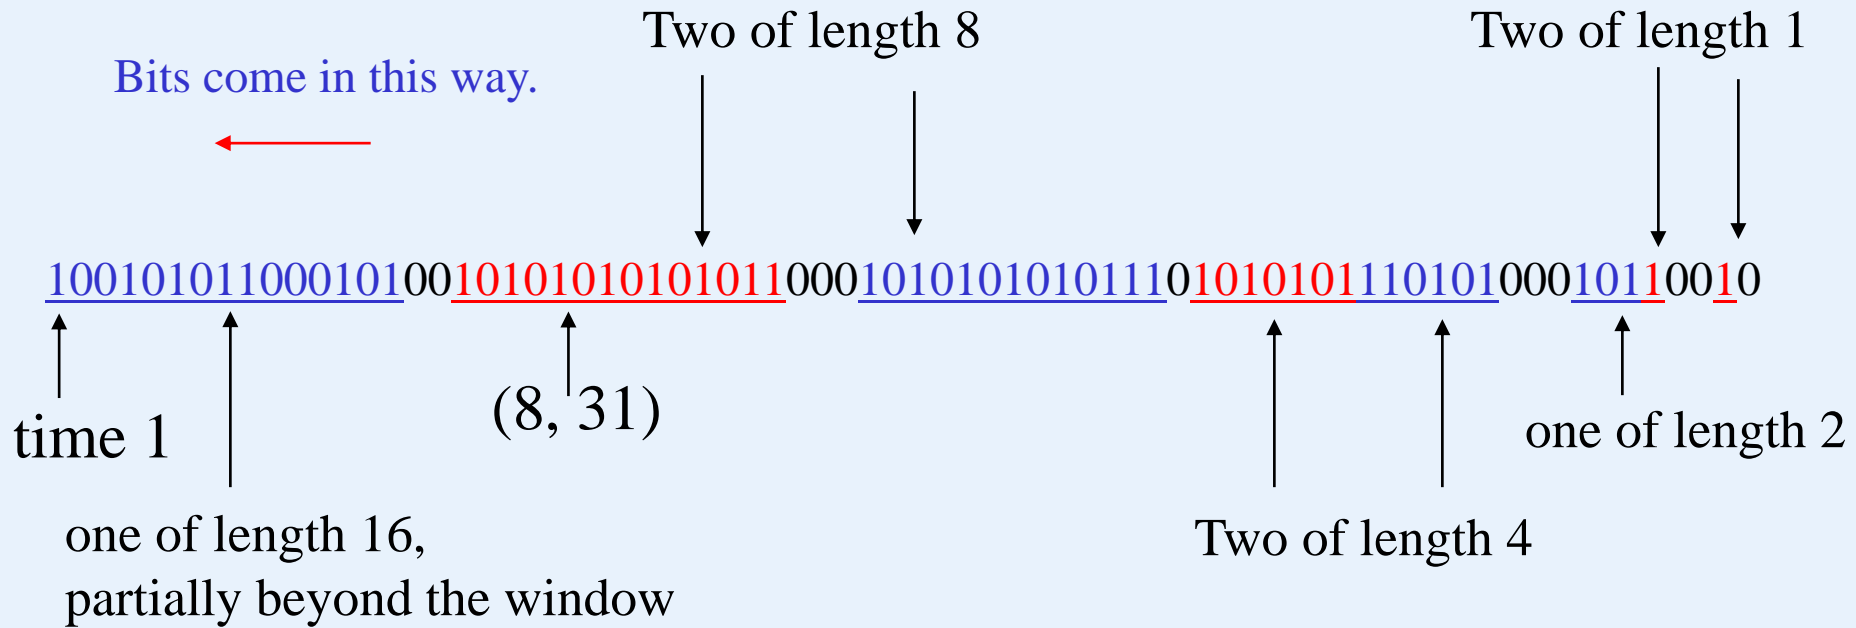 Two of length 8
Two of length 1
Bits come in this way.
100101011000101001010101010101100010101010101110101010111010100010110010
(8, 31)
time 1
one of length 2
one of length 16,
partially beyond the window
Two of length 4